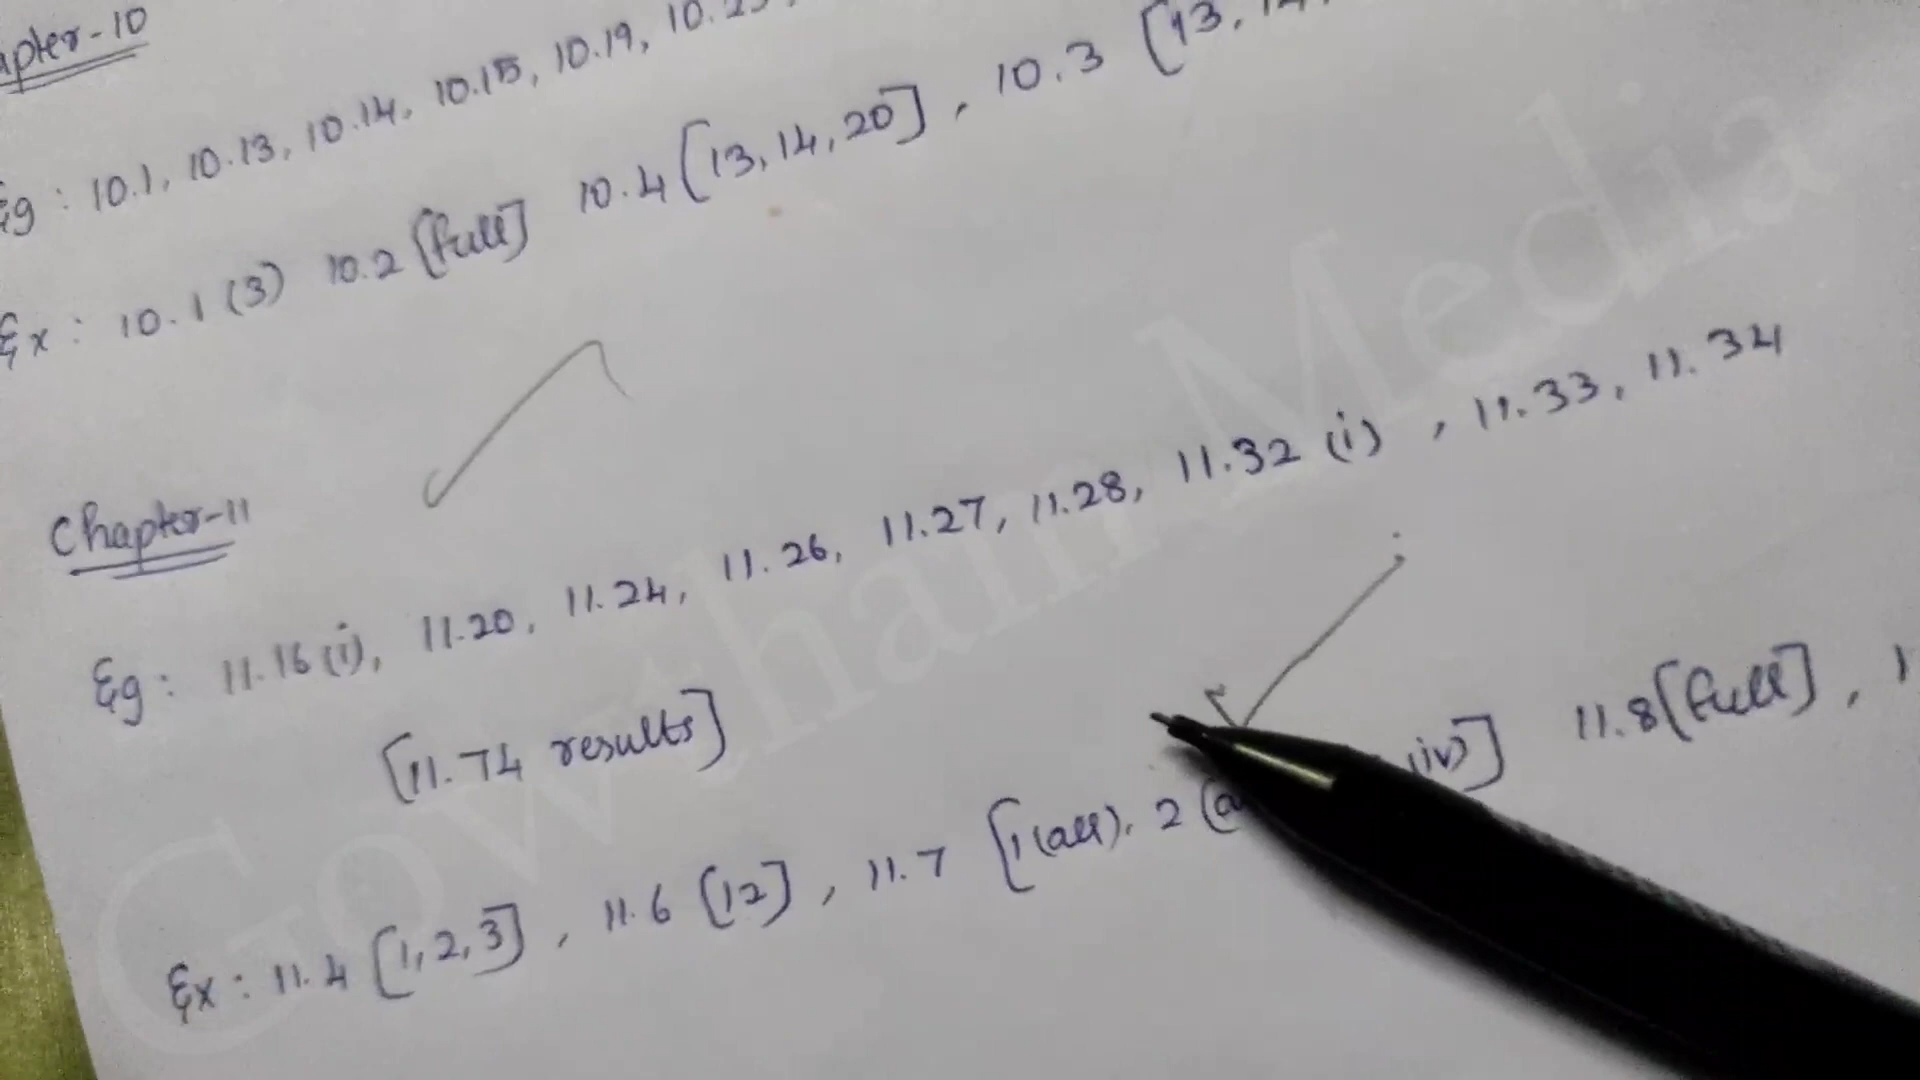 Chapter-10
Eg : 10.1, 10.13, 10.14, 10.15, 10.19,
Ex : 10.1 (3) 10.2 [full] 10.4 [13, 14, 20] , 10.3 [13,
Chapter-11
Eg : 11.16 (i), 11.20, 11.24, 11.26, 11.27, 11.28, 11.32 (i) , 11.33, 11.34
[11.74 results]
Ex : 11.4 [1, 2, 3] , 11.6 [12] , 11.7 [1(all), 2 iv)] 11.8 [full] ,
Gowtham Media